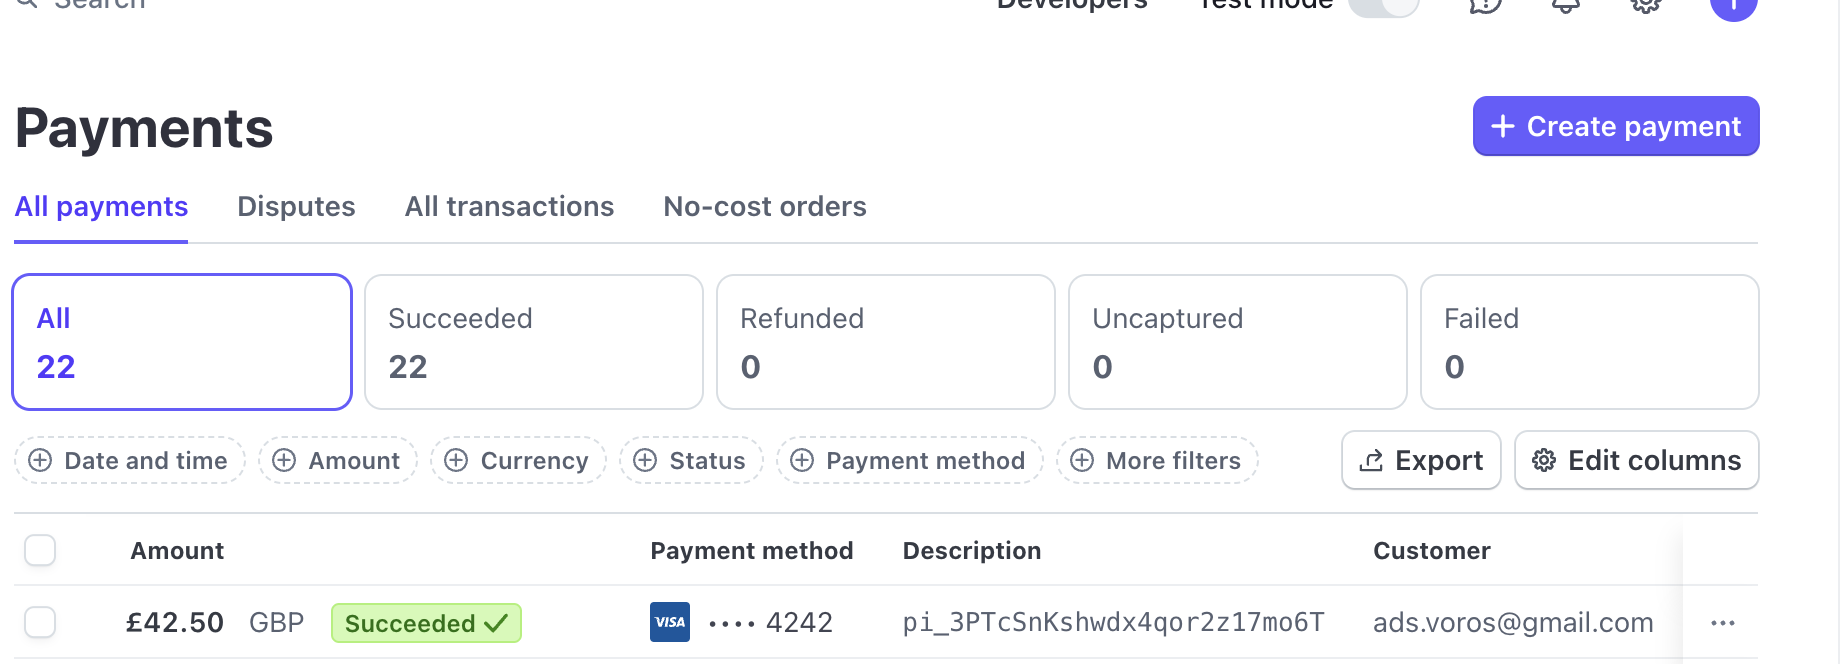 Search
Developers
Test mode
Payments
Create payment
All payments
Disputes
All transactions
No-cost orders
All
22
Succeeded
22
Refunded
0
Uncaptured
0
Failed
0
Date and time
Amount
Currency
Status
Payment method
More filters
Export
Edit columns
Amount
Payment method
Description
Customer
£42.50 GBP Succeeded
VISA •••• 4242
pi_3PTcSnKshwdx4qor2z17mo6T
ads.voros@gmail.com